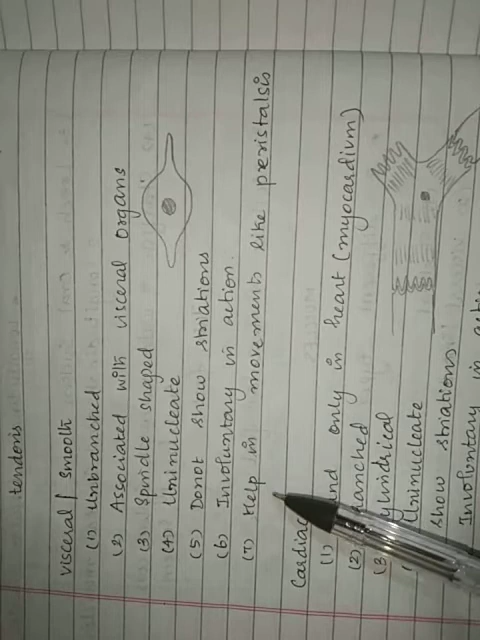 tendons
Visceral / smooth
(1) Unbranched
(2) Associated with visceral organs
(3) Spindle shaped
(4) Uninucleate
(5) Donot show striations
(6) Involuntary in action.
(7) Help in movements like peristalsis
Cardiac
(1) only in heart (myocardium)
(2)
(3)
Uninucleate
show striations
Involuntary in